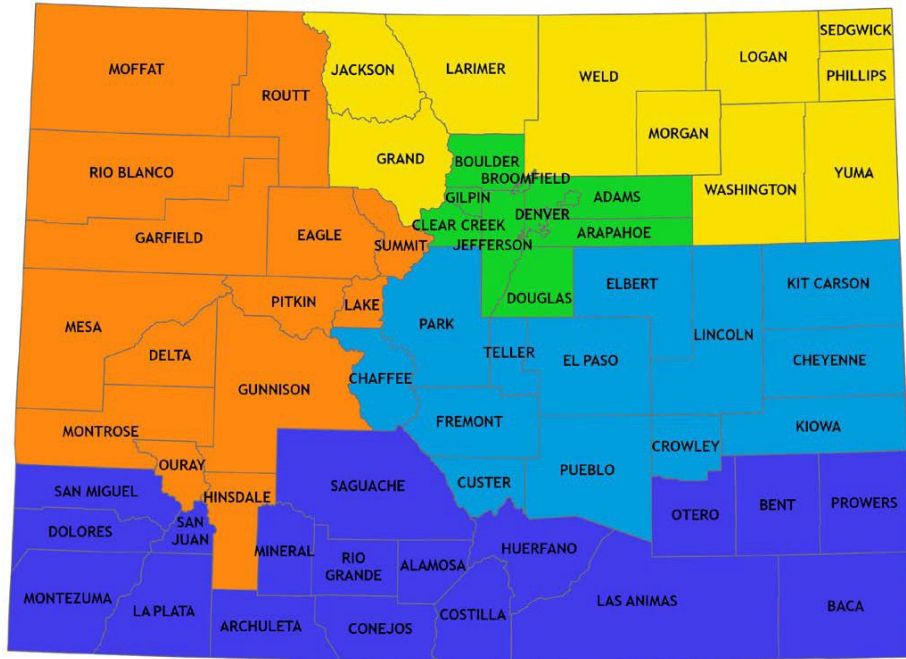 MOFFAT
ROUTT
JACKSON
LARIMER
WELD
LOGAN
SEDGWICK
PHILLIPS
MORGAN
RIO BLANCO
GRAND
BOULDER
BROOMFIELD
GILPIN
ADAMS
WASHINGTON
YUMA
GARFIELD
EAGLE
SUMMIT
CLEAR CREEK
DENVER
ARAPAHOE
JEFFERSON
DOUGLAS
ELBERT
KIT CARSON
MESA
PITKIN
LAKE
PARK
LINCOLN
DELTA
GUNNISON
CHAFFEE
TELLER
EL PASO
CHEYENNE
MONTROSE
FREMONT
CROWLEY
KIOWA
OURAY
HINSDALE
SAGUACHE
CUSTER
PUEBLO
SAN MIGUEL
OTERO
BENT
PROWERS
DOLORES
SAN
JUAN
MINERAL
RIO
GRANDE
ALAMOSA
HUERFANO
MONTEZUMA
LA PLATA
ARCHULETA
CONEJOS
COSTILLA
LAS ANIMAS
BACA